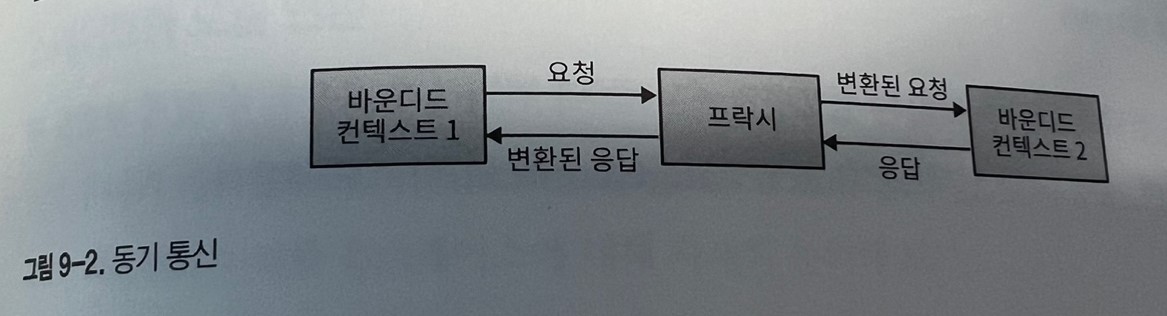 바운디드
컨텍스트 1
요청
변환된 응답
프락시
변환된 요청
응답
바운디드
컨텍스트 2
그림 9-2. 동기 통신